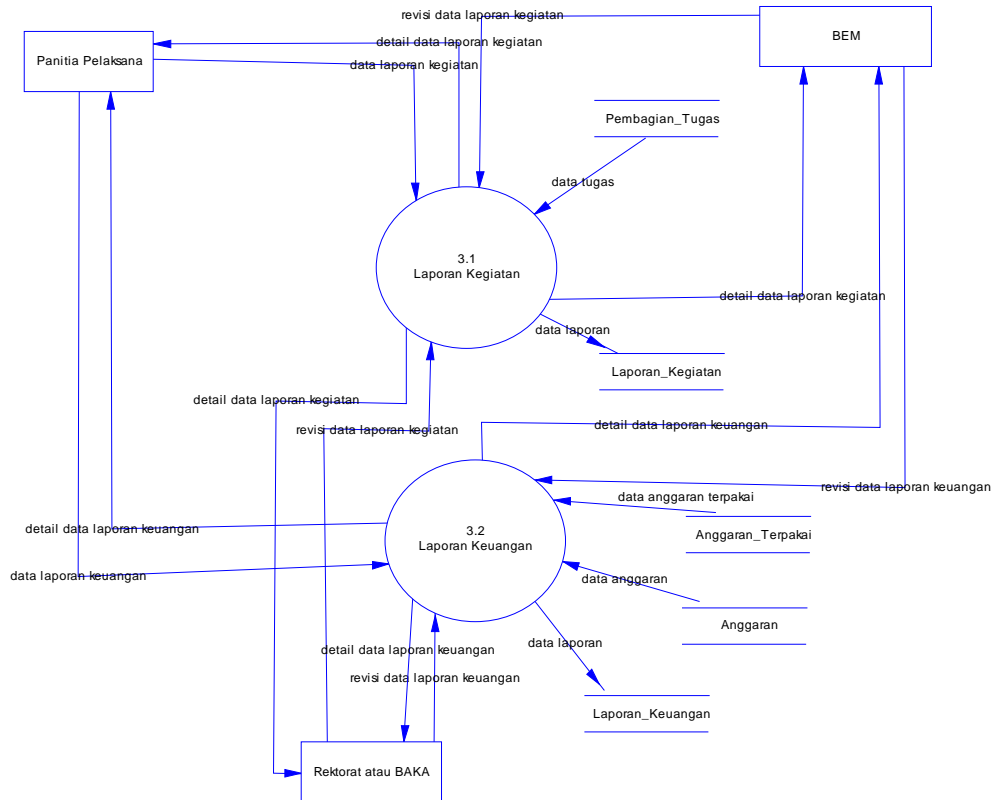 revisi data laporan kegiatan
BEM
detail data laporan kegiatan
Panitia Pelaksana
data laporan kegiatan
Pembagian_Tugas
data tugas
3.1
Laporan Kegiatan
detail data laporan kegiatan
data laporan
Laporan_Kegiatan
detail data laporan kegiatan
revisi data laporan kegiatan
detail data laporan keuangan
revisi data laporan keuangan
data anggaran terpakai
detail data laporan keuangan
3.2
Laporan Keuangan
Anggaran_Terpakai
data laporan keuangan
data anggaran
Anggaran
data laporan
detail data laporan keuangan
revisi data laporan keuangan
Laporan_Keuangan
Rektorat atau BAKA